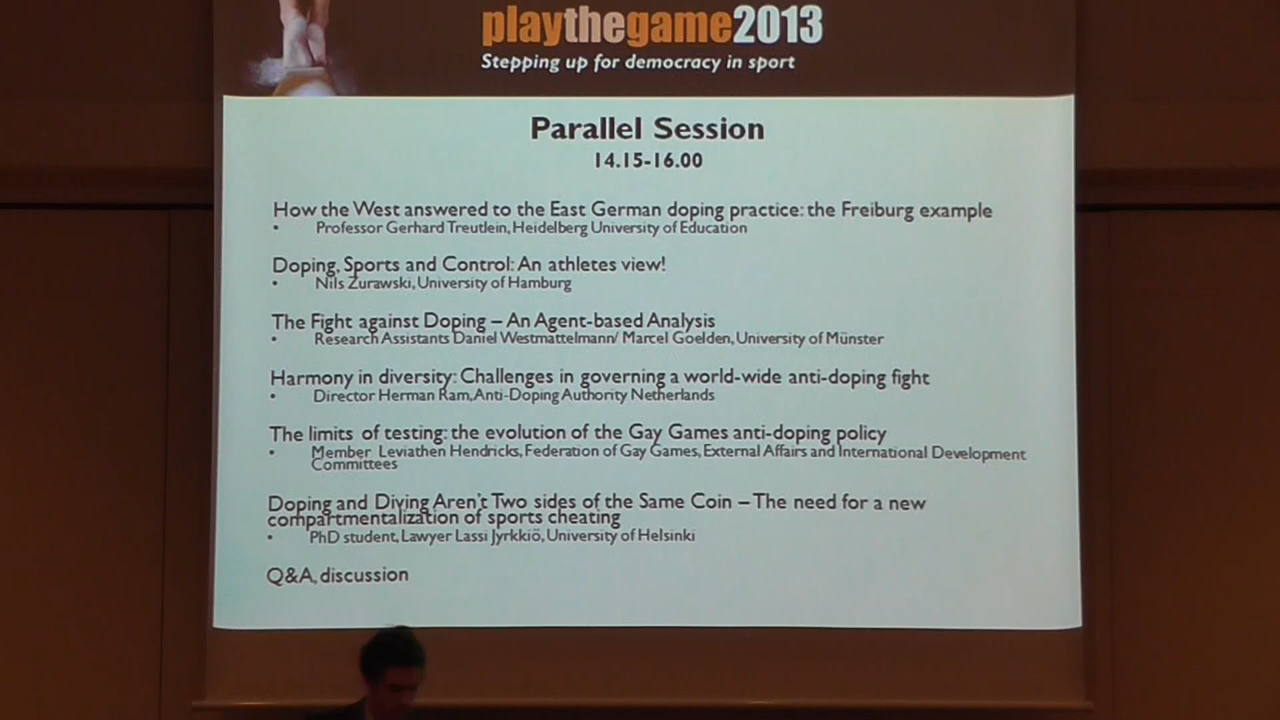 playthegame2013
Stepping up for democracy in sport
Parallel Session
14.15-16.00
How the West answered to the East German doping practice: the Freiburg example
• Professor Gerhard Treutlein, Heidelberg University of Education
Doping, Sports and Control: An athletes view!
• Nils Zurawski, University of Hamburg
The Fight against Doping – An Agent-based Analysis
• Research Assistants Daniel Westmattelmann/ Marcel Goelden, University of Münster
Harmony in diversity: Challenges in governing a world-wide anti-doping fight
• Director Herman Ram, Anti-Doping Authority Netherlands
The limits of testing: the evolution of the Gay Games anti-doping policy
• Member Leviathen Hendricks, Federation of Gay Games, External Affairs and International Development
Committees
Doping and Diving Aren't Two sides of the Same Coin – The need for a new
compartmentalization of sports cheating
• PhD student, Lawyer Lassi Jyrkkiö, University of Helsinki
Q&A, discussion